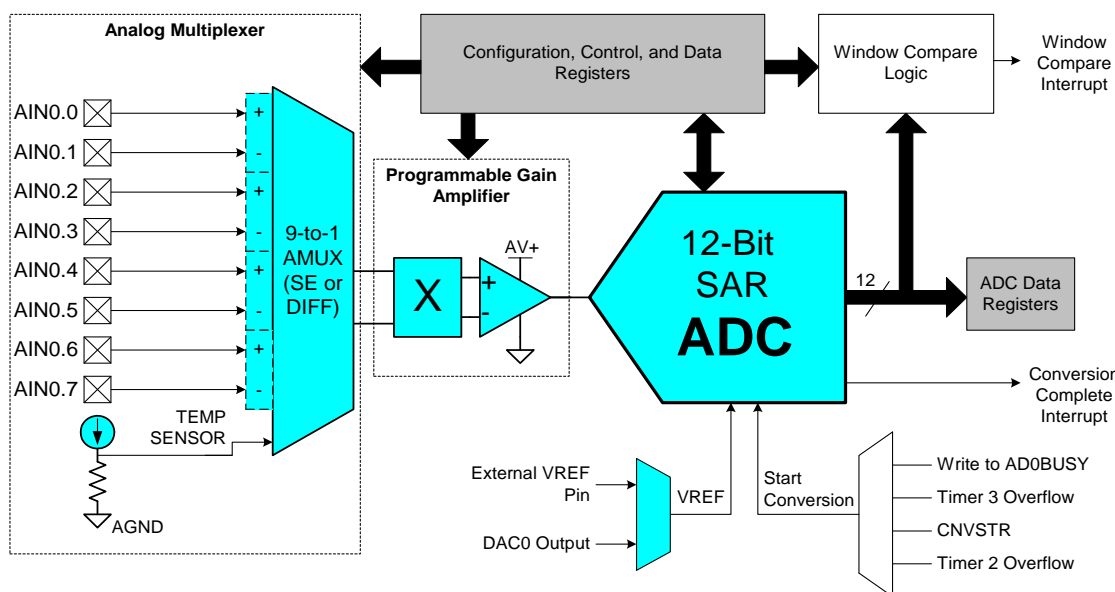 Analog Multiplexer
Configuration, Control, and Data
Registers
Window Compare
Logic
Window
Compare
Interrupt
AIN0.0
+
AIN0.1
-
AIN0.2
+
AIN0.3
-
AIN0.4
+
AIN0.5
-
AIN0.6
+
AIN0.7
-
9-to-1
AMUX
(SE or
DIFF)
TEMP
SENSOR
AGND
Programmable Gain
Amplifier
X
+
-
AV+
12-Bit
SAR
ADC
12
ADC Data
Registers
Conversion
Complete
Interrupt
External VREF
Pin
DAC0 Output
VREF
Start
Conversion
Write to AD0BUSY
Timer 3 Overflow
CNVSTR
Timer 2 Overflow